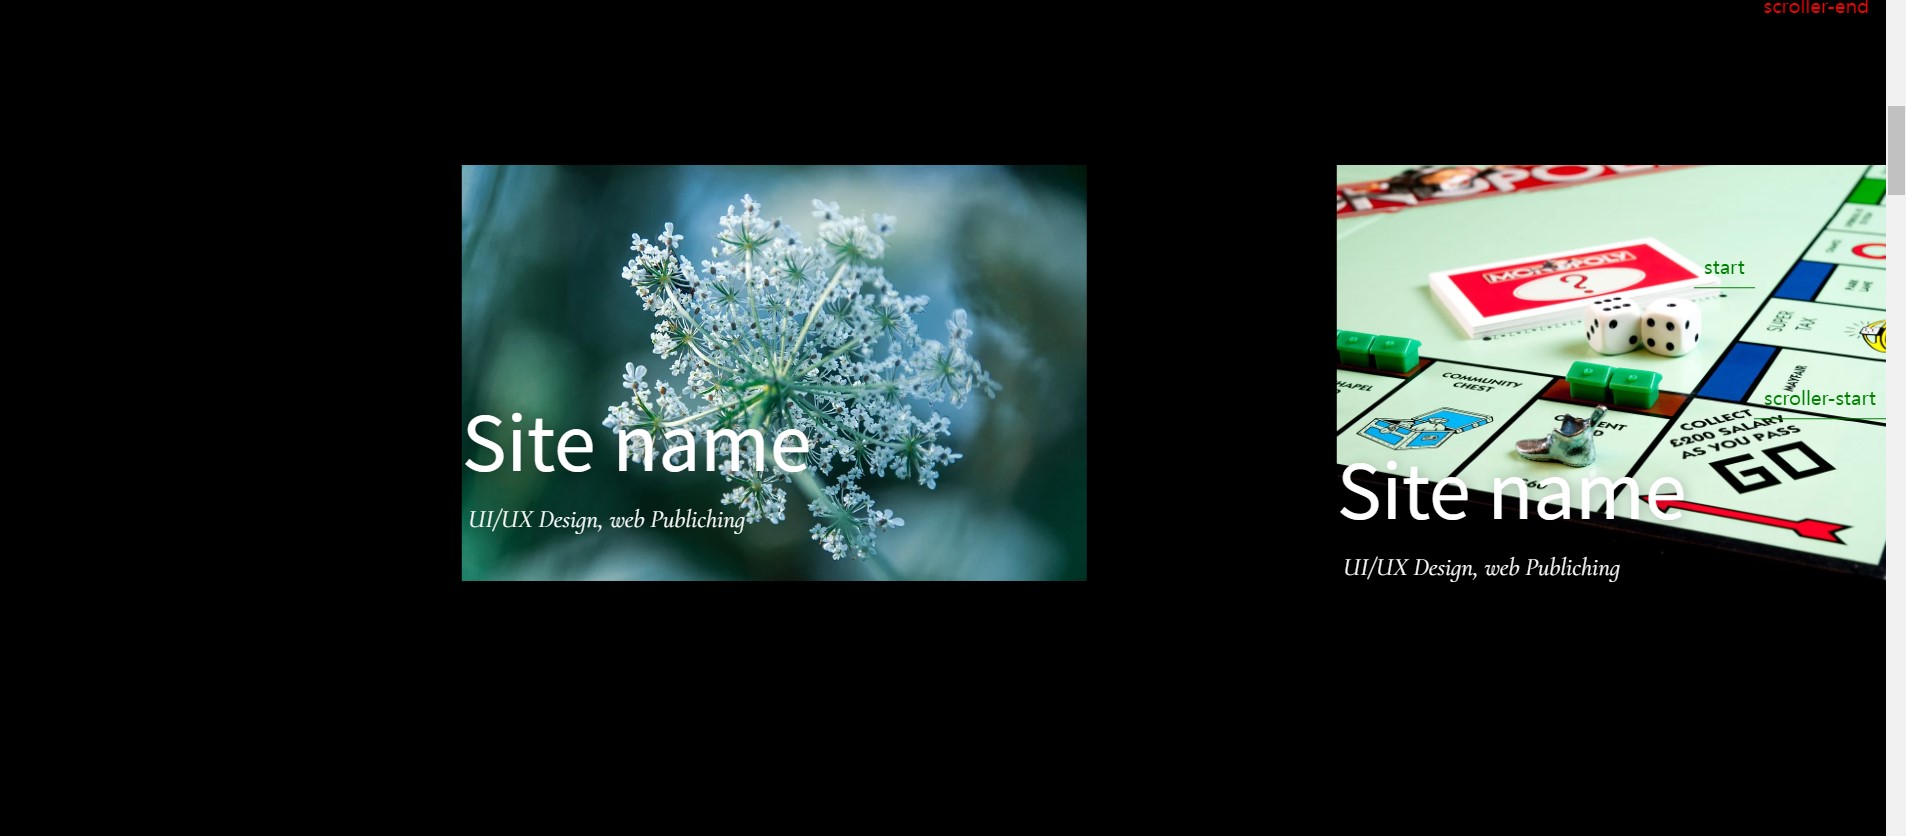 scroller-end
Site name
UI/UX Design, web Publiching
MONOPOLY
?
start
SUPER
TAX
MAYFAIR
scroller-start
COMMUNITY
CHEST
COLLECT
£200 SALARY
AS YOU PASS
GO
Site name
UI/UX Design, web Publiching